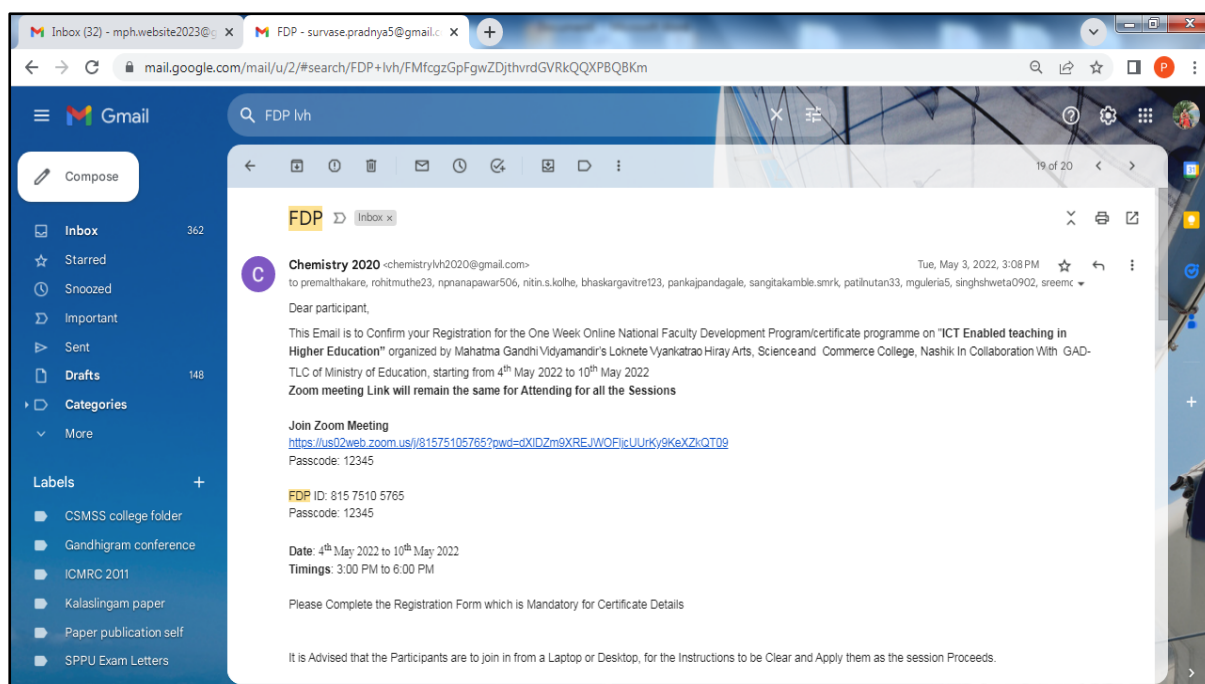 Inbox (32) - mph.website2023@g
FDP - survase.pradnya5@gmail.c
mail.google.com/mail/u/2/#search/FDP+lvh/FMfcgzGpFgwZDjthvrdGVRkQQXPBQBKm
P
Gmail
FDP lvh
Compose
19 of 20
Inbox 362
Starred
Snoozed
Important
Sent
Drafts 148
Categories
More
Labels
CSMSS college folder
Gandhigram conference
ICMRC 2011
Kalaslingam paper
Paper publication self
SPPU Exam Letters
FDP Inbox x
C
Chemistry 2020 <chemistrylvh2020@gmail.com> Tue, May 3, 2022, 3:08 PM
to premalthakare, rohitmuthe23, npnanapawar506, nitin.s.kolhe, bhaskargavitre123, pankajpandagale, sangitakamble.smrk, patilnutan33, mguleria5, singhshweta0902, sreemc
Dear participant,
This Email is to Confirm your Registration for the One Week Online National Faculty Development Program/certificate programme on "ICT Enabled teaching in
Higher Education" organized by Mahatma Gandhi Vidyamandir's Loknete Vyankatrao Hiray Arts, Science and Commerce College, Nashik In Collaboration With GAD-
TLC of Ministry of Education, starting from 4th May 2022 to 10th May 2022
Zoom meeting Link will remain the same for Attending for all the Sessions
Join Zoom Meeting
https://us02web.zoom.us/j/81575105765?pwd=dXlDZm9XREJWOFljcUUrKy9KeXZkQT09
Passcode: 12345
FDP ID: 815 7510 5765
Passcode: 12345
Date: 4th May 2022 to 10th May 2022
Timings: 3:00 PM to 6:00 PM
Please Complete the Registration Form which is Mandatory for Certificate Details
It is Advised that the Participants are to join in from a Laptop or Desktop, for the Instructions to be Clear and Apply them as the session Proceeds.